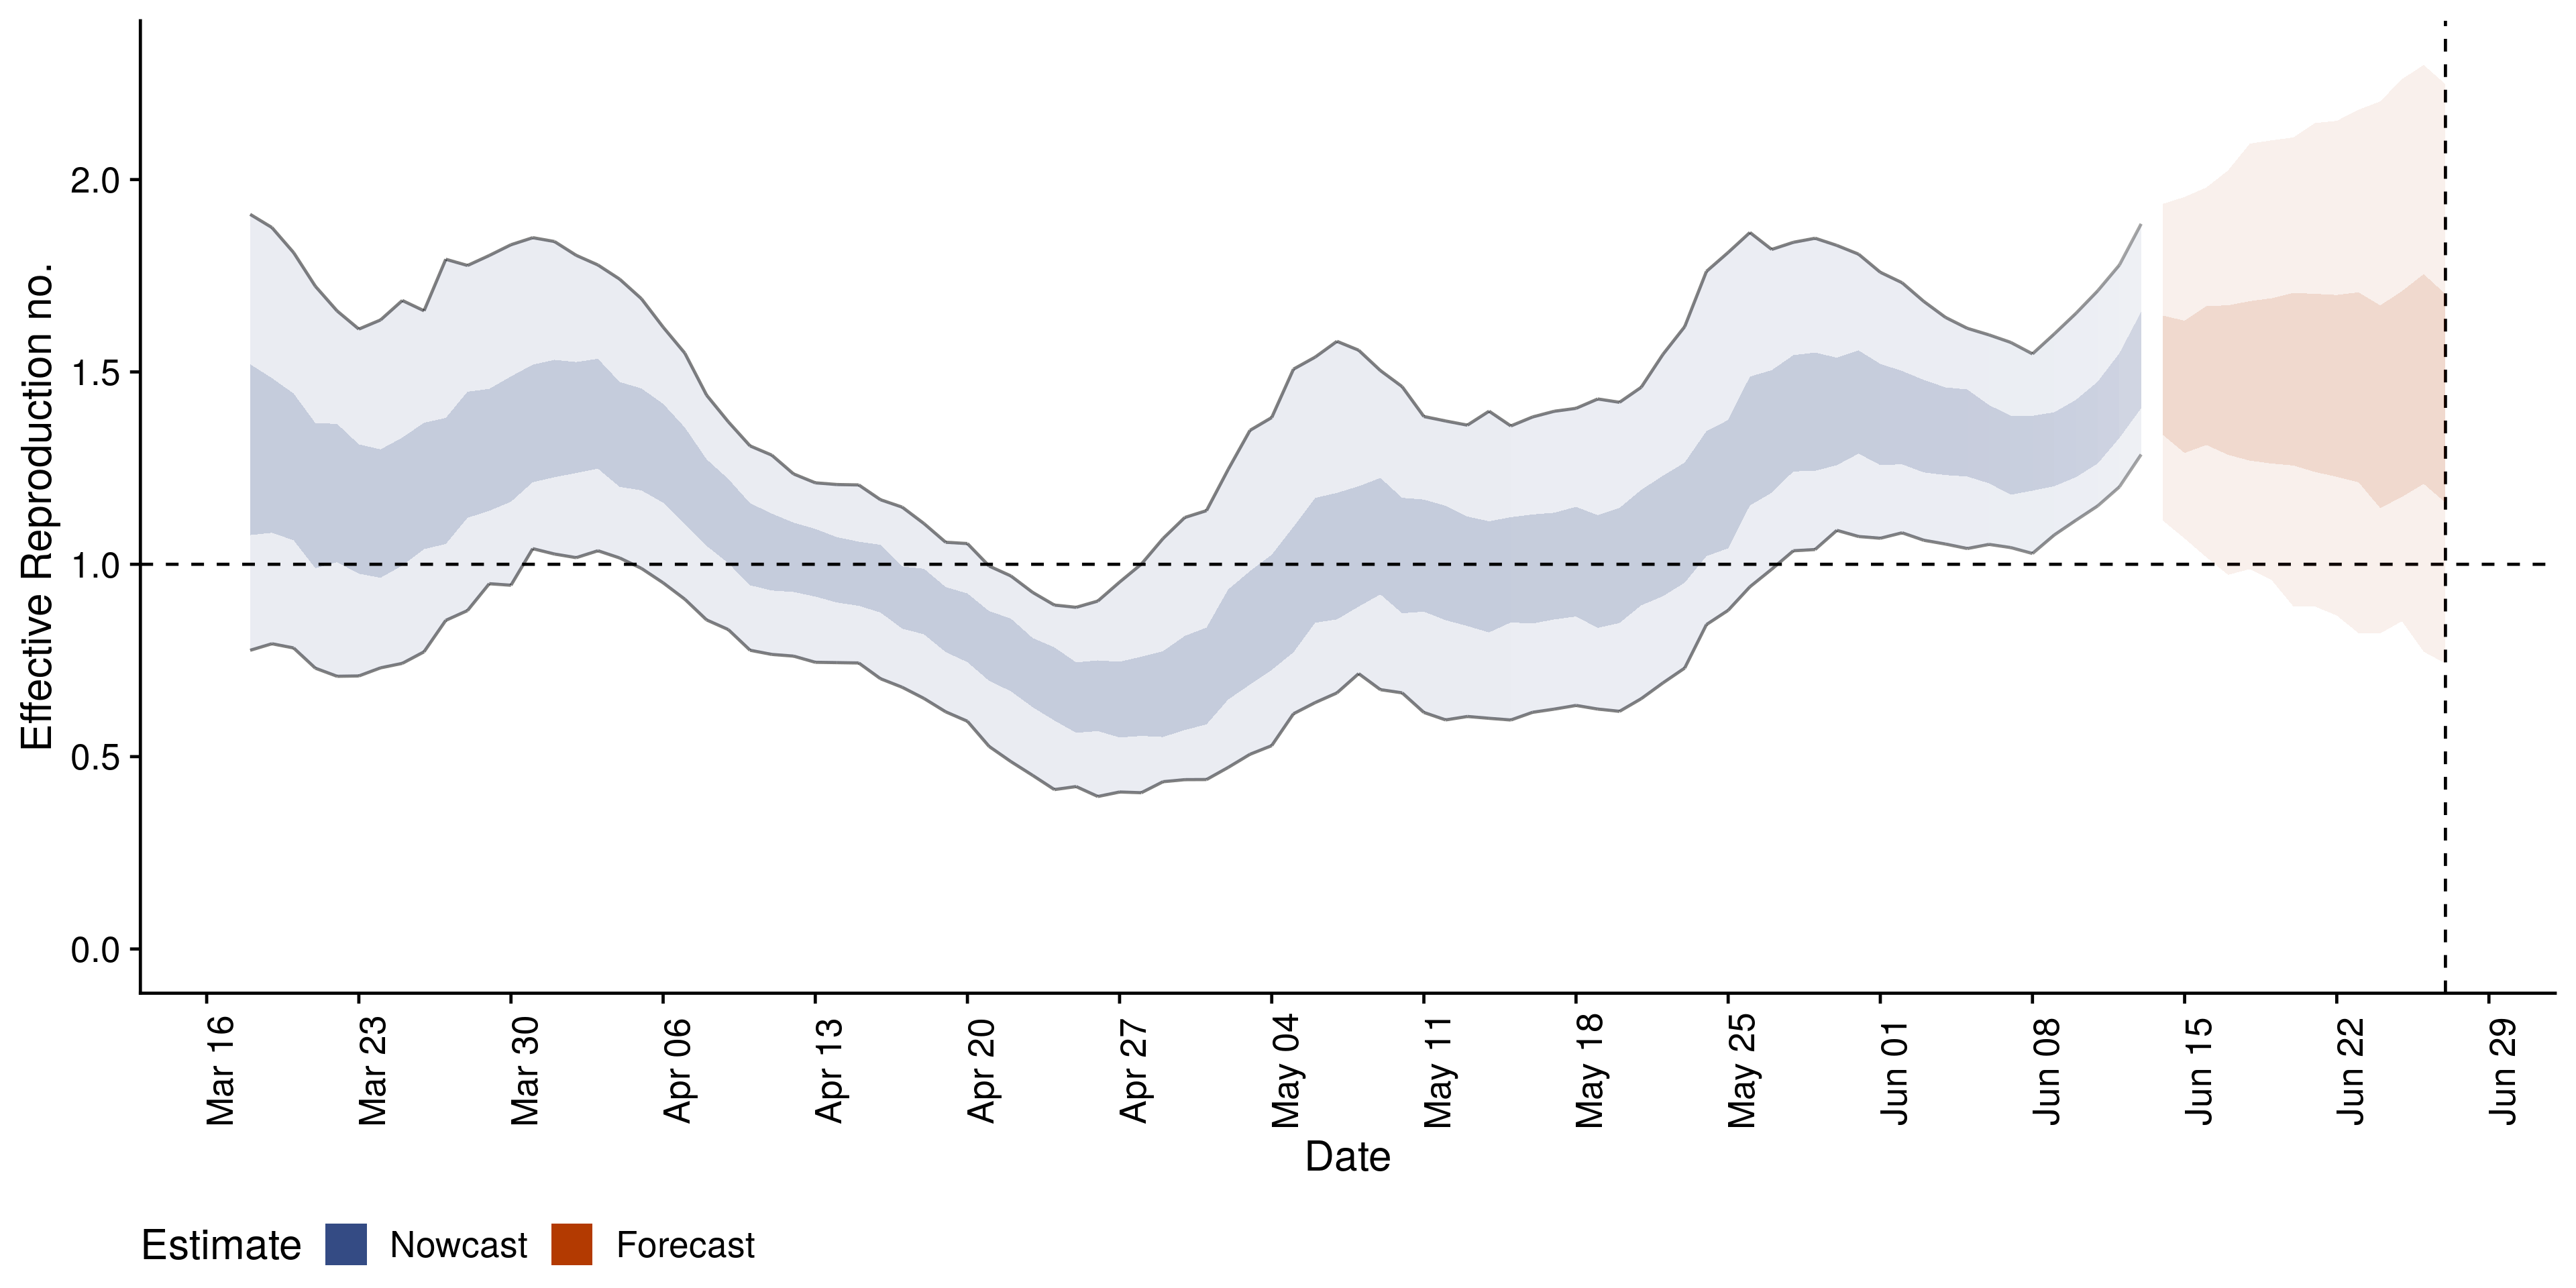 Effective Reproduction no.
2.0
1.5
1.0
0.5
0.0
Mar 16
Mar 23
Mar 30
Apr 06
Apr 13
Apr 20
Apr 27
May 04
May 11
May 18
May 25
Jun 01
Jun 08
Jun 15
Jun 22
Jun 29
Date
Estimate Nowcast Forecast